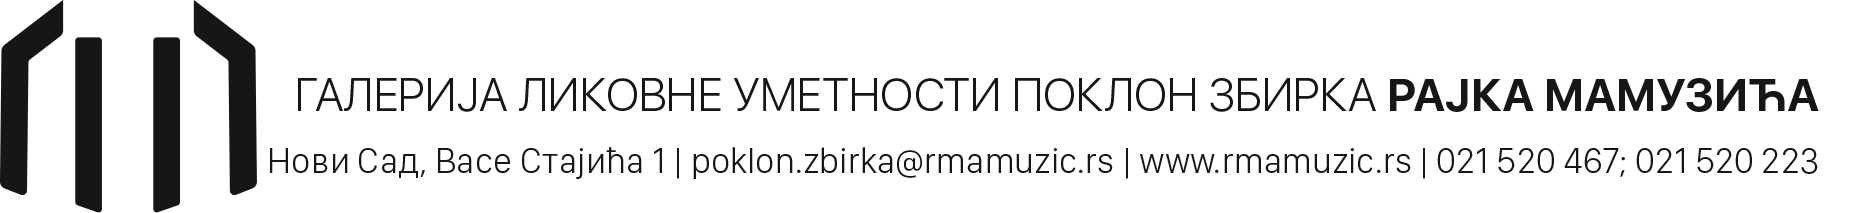 ГАЛЕРИЈА ЛИКОВНЕ УМЕТНОСТИ ПОКЛОН ЗБИРКА РАЈКА МАМУЗИЋА
Нови Сад, Васе Стајића 1 | poklon.zbirka@rmamuzic.rs | www.rmamuzic.rs | 021 520 467; 021 520 223